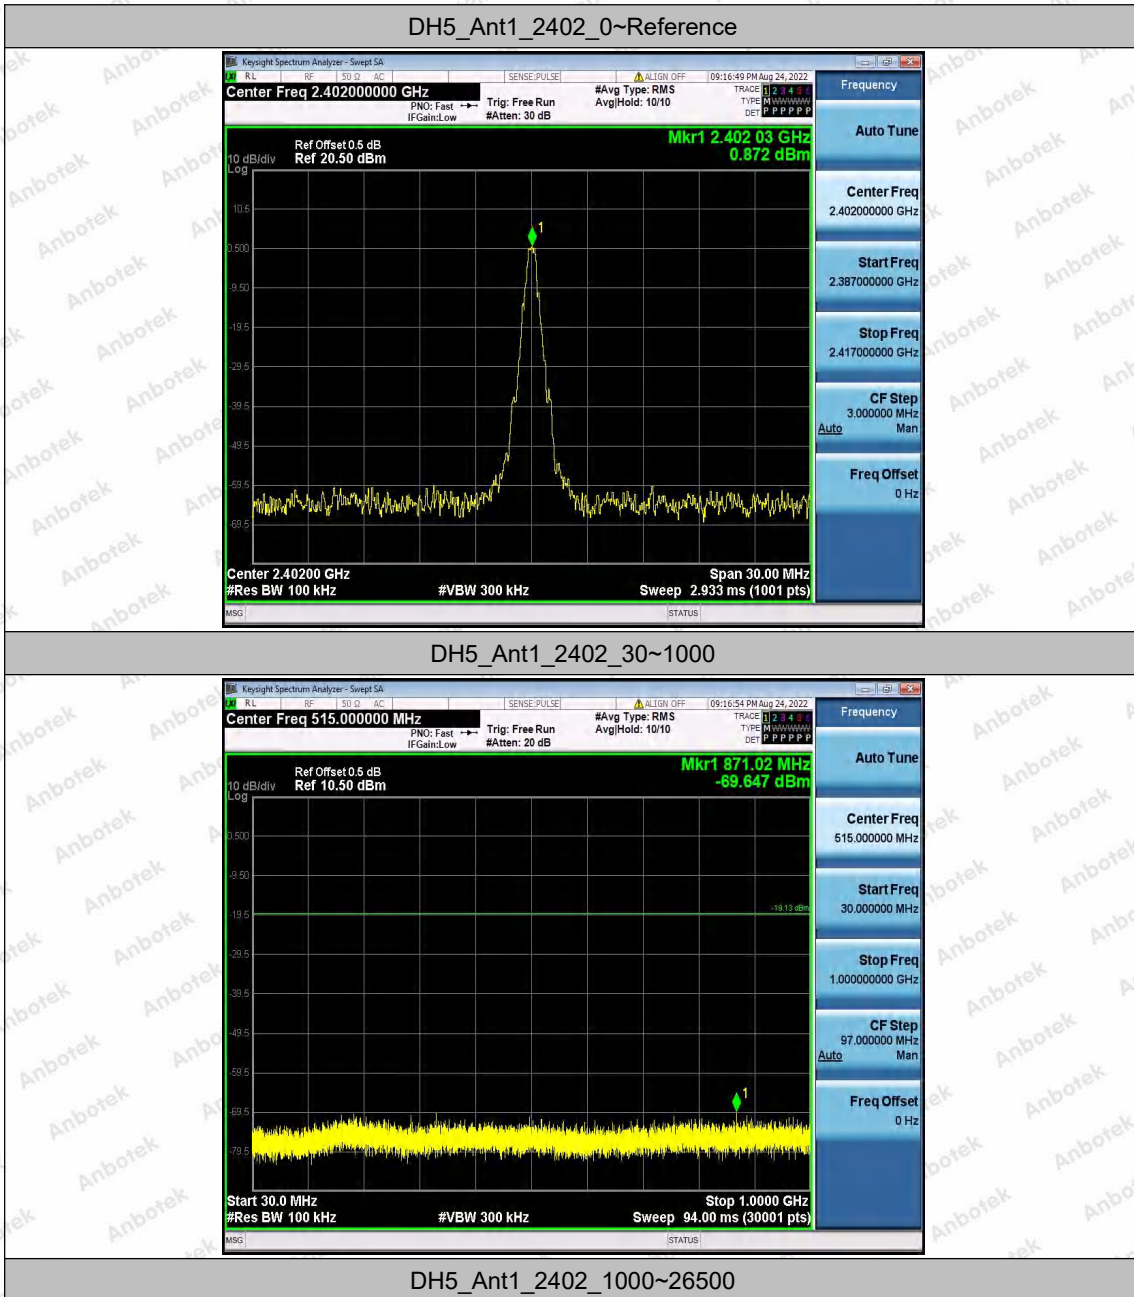 DH5_Ant1_2402_0~Reference
Keysight Spectrum Analyzer - Swept SA
RL RF 50 Ω AC SENSE:PULSE ALIGN OFF 09:16:49 PM Aug 24, 2022
Center Freq 2.402000000 GHz
PNO: Fast
IFGain:Low
Trig: Free Run
#Atten: 30 dB
#Avg Type: RMS
Avg|Hold: 10/10
TRACE 1 2 3 4 5 6
TYPE M WWWWW
DET P P P P P P
Frequency
Auto Tune
Center Freq
2.402000000 GHz
Start Freq
2.387000000 GHz
Stop Freq
2.417000000 GHz
CF Step
3.000000 MHz
Auto Man
Freq Offset
0 Hz
Mkr1 2.402 03 GHz
0.872 dBm
Ref Offset 0.5 dB
10 dB/div Ref 20.50 dBm
Log
10.5
0.500
-9.50
-19.5
-29.5
-39.5
-49.5
-59.5
-69.5
1
Center 2.40200 GHz Span 30.00 MHz
#Res BW 100 kHz #VBW 300 kHz Sweep 2.933 ms (1001 pts)
MSG STATUS
DH5_Ant1_2402_30~1000
Keysight Spectrum Analyzer - Swept SA
RL RF 50 Ω AC SENSE:PULSE ALIGN OFF 09:16:54 PM Aug 24, 2022
Center Freq 515.000000 MHz
PNO: Fast
IFGain:Low
Trig: Free Run
#Atten: 20 dB
#Avg Type: RMS
Avg|Hold: 10/10
TRACE 1 2 3 4 5 6
TYPE M WWWWW
DET P P P P P P
Frequency
Auto Tune
Center Freq
515.000000 MHz
Start Freq
30.000000 MHz
Stop Freq
1.000000000 GHz
CF Step
97.000000 MHz
Auto Man
Freq Offset
0 Hz
Mkr1 871.02 MHz
-69.647 dBm
Ref Offset 0.5 dB
10 dB/div Ref 10.50 dBm
Log
0.500
-9.50
-19.5
-29.5
-39.5
-49.5
-59.5
-69.5
-79.5
-19.13 dBm
1
Start 30.0 MHz Stop 1.0000 GHz
#Res BW 100 kHz #VBW 300 kHz Sweep 94.00 ms (30001 pts)
MSG STATUS
DH5_Ant1_2402_1000~26500